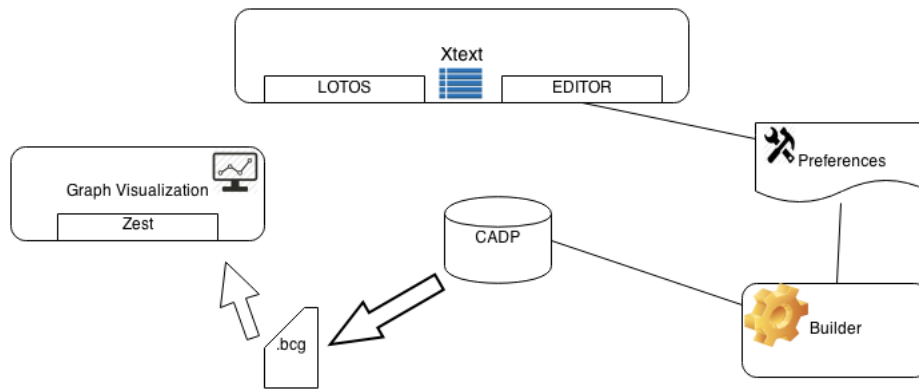 Xtext
LOTOS
EDITOR
Preferences
Graph Visualization
Zest
CADP
Builder
.bcg